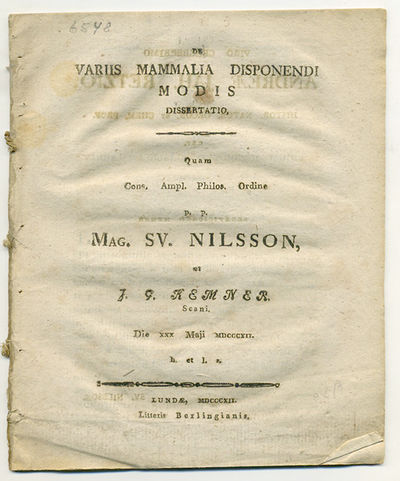 6548
DE
VARIIS MAMMALIA DISPONENDI
MODIS
DISSERTATIO,
Quam
Cons. Ampl. Philos. Ordine
p. p.
MAG. SV. NILSSON,
et
J. G. KEMNER.
Scani.
Die XXX Maji MDCCCXII.
h. et l. s.
LUNDÆ, MDCCCXII.
Litteris Berlingianis.